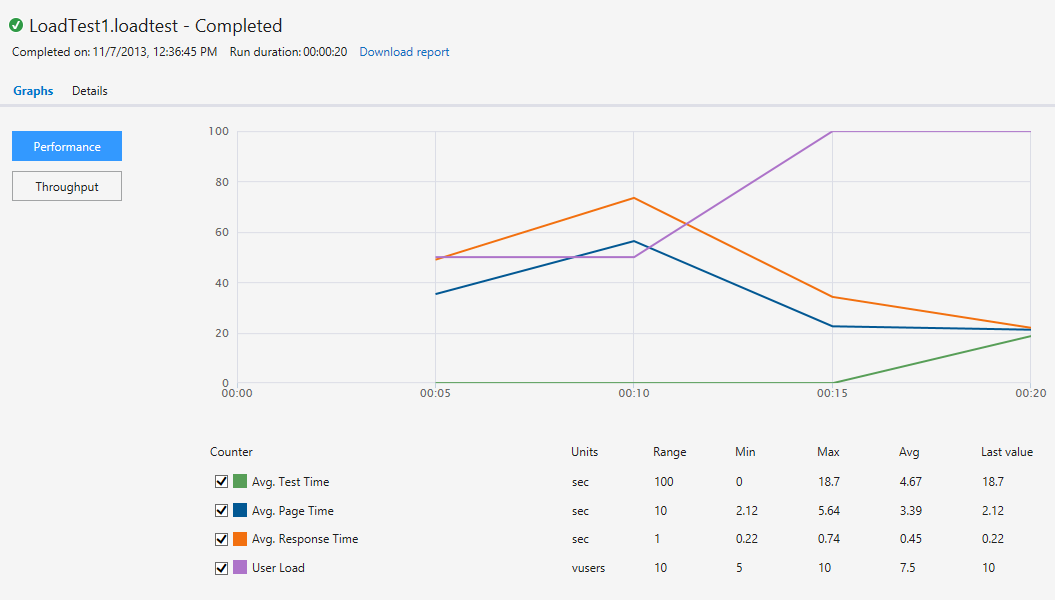 LoadTest1.loadtest - Completed
Completed on: 11/7/2013, 12:36:45 PM Run duration: 00:00:20 Download report
Graphs Details
Performance
Throughput
100
80
60
40
20
0
00:00 00:05 00:10 00:15 00:20
Counter Units Range Min Max Avg Last value
Avg. Test Time sec 100 0 18.7 4.67 18.7
Avg. Page Time sec 10 2.12 5.64 3.39 2.12
Avg. Response Time sec 1 0.22 0.74 0.45 0.22
User Load vusers 10 5 10 7.5 10